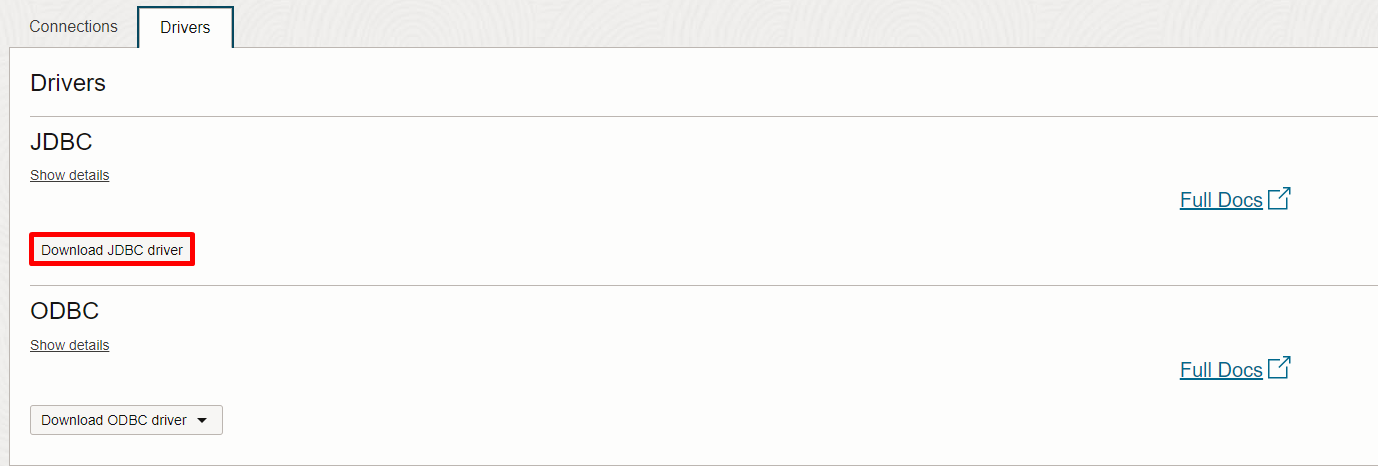 Connections
Drivers
Drivers
JDBC
Show details
Full Docs
Download JDBC driver
ODBC
Show details
Full Docs
Download ODBC driver